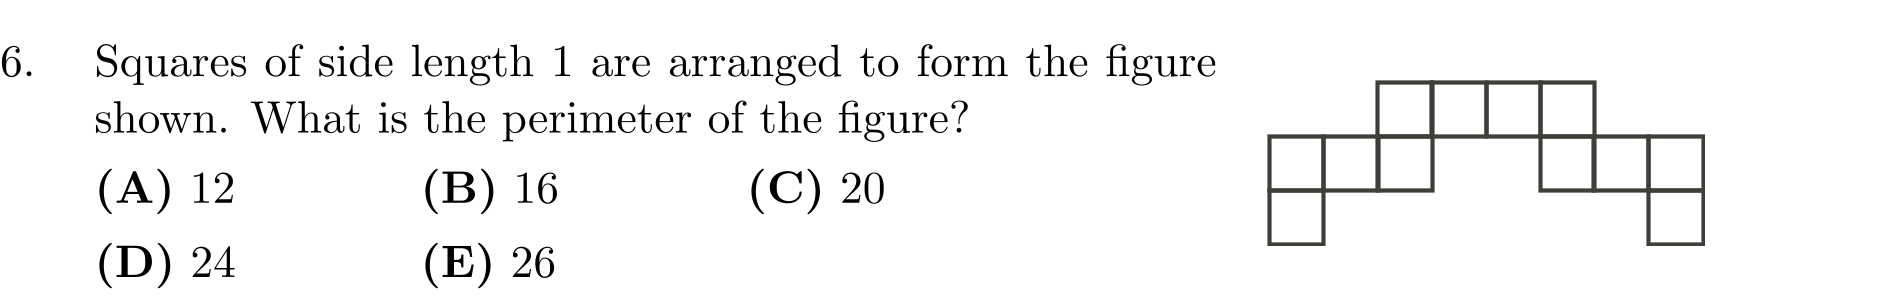 6. Squares of side length 1 are arranged to form the figure
shown. What is the perimeter of the figure?
(A) 12 (B) 16 (C) 20
(D) 24 (E) 26